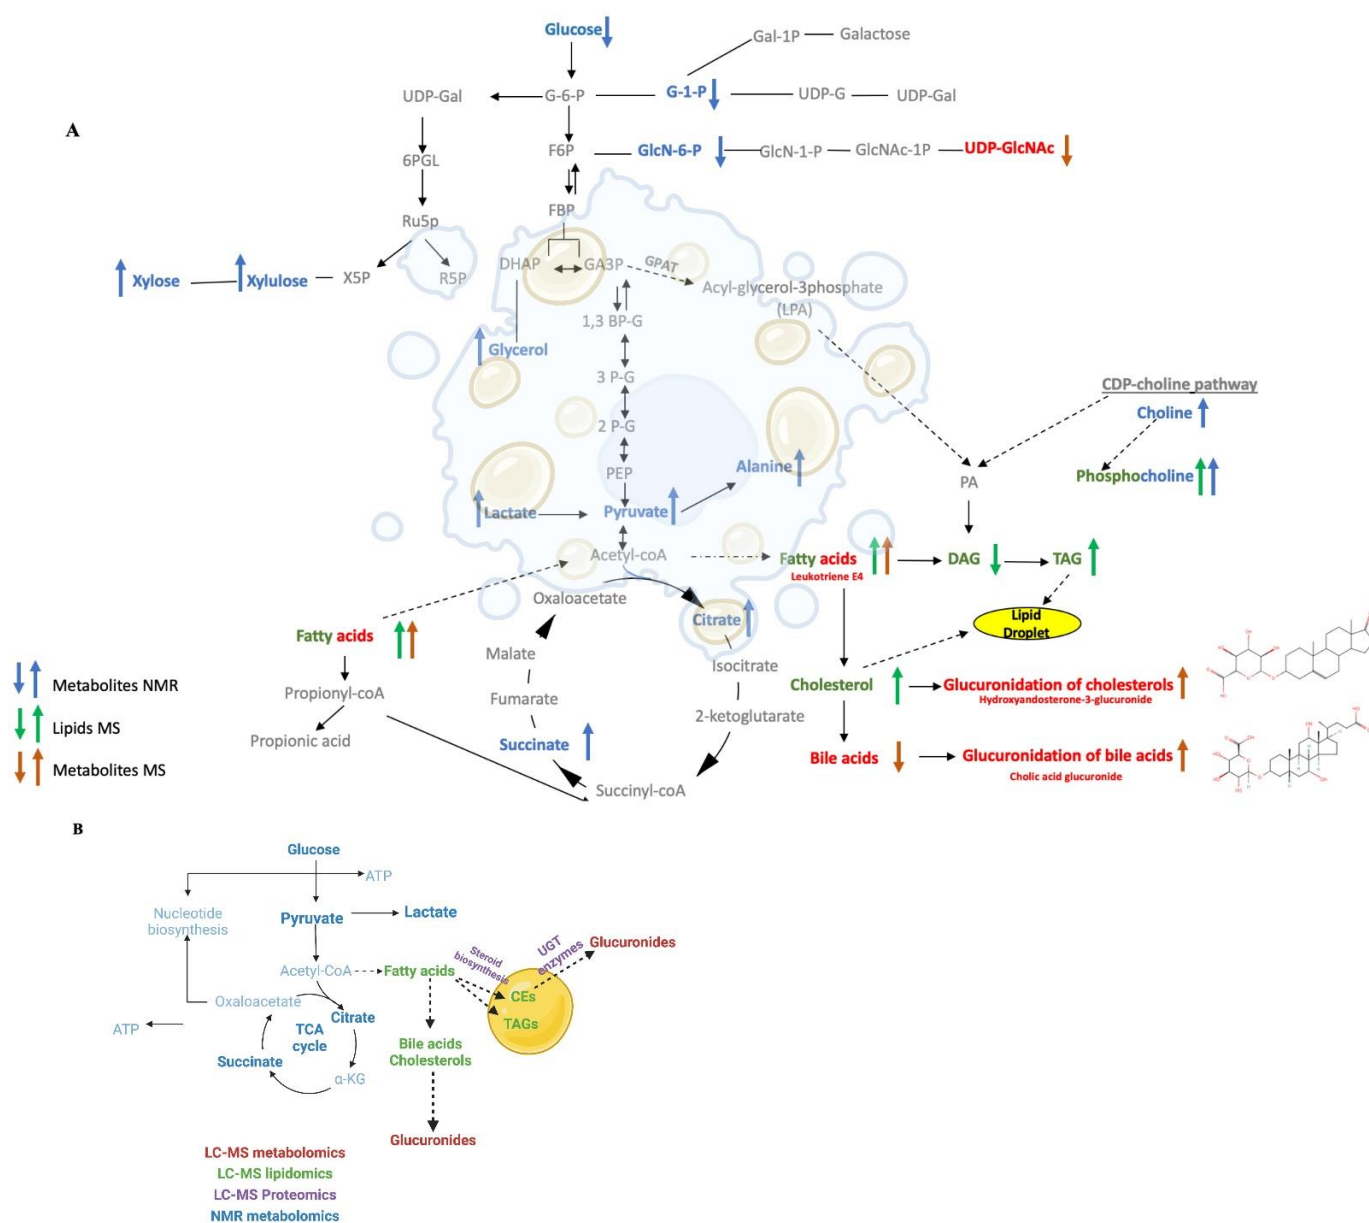 Glucose
Gal-1P
Galactose
UDP-Gal
G-6-P
G-1-P
UDP-G
UDP-Gal
A
6PGL
F6P
GlcN-6-P
GlcN-1-P
GlcNAc-1P
UDP-GlcNAc
Ru5p
FBP
Xylose
Xylulose
X5P
R5P
DHAP
GA3P
GPAT
Acyl-glycerol-3phosphate
(LPA)
1,3 BP-G
Glycerol
3 P-G
CDP-choline pathway
Choline
2 P-G
PEP
Alanine
PA
Phosphocholine
Lactate
Pyruvate
Acetyl-coA
Fatty acids
Leukotriene E4
DAG
TAG
Oxaloacetate
Citrate
Lipid
Droplet
Fatty acids
Malate
Isocitrate
Metabolites NMR
Propionyl-coA
Fumarate
Cholesterol
Glucuronidation of cholesterols
Hydroxyandosterone-3-glucuronide
Lipids MS
Propionic acid
Succinate
2-ketoglutarate
Bile acids
Glucuronidation of bile acids
Cholic acid glucuronide
Metabolites MS
Succinyl-coA
B
Glucose
ATP
Nucleotide
biosynthesis
Pyruvate
Lactate
Steroid
biosynthesis
UGT
enzymes
Glucuronides
Acetyl-CoA
Fatty acids
CEs
TAGs
Oxaloacetate
Citrate
ATP
TCA
cycle
Succinate
α-KG
Bile acids
Cholesterols
Glucuronides
LC-MS metabolomics
LC-MS lipidomics
LC-MS Proteomics
NMR metabolomics